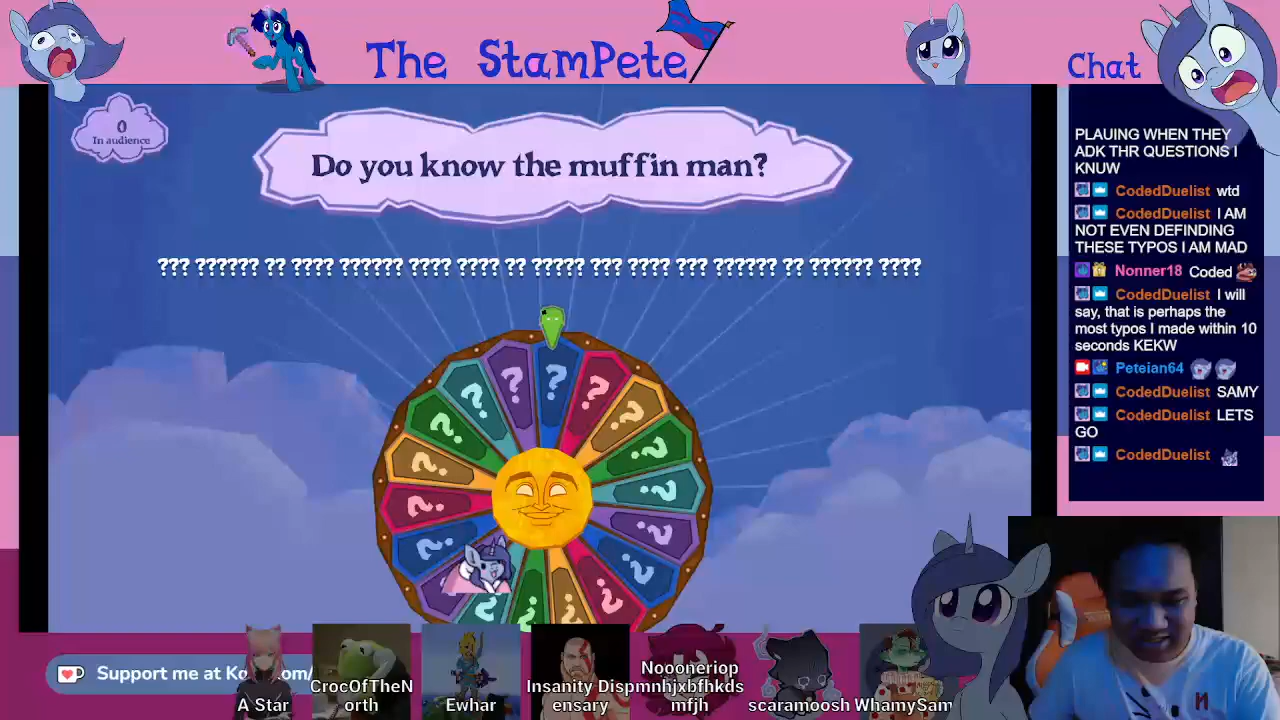 The StamPete
Chat
0
In audience
Do you know the muffin man?
??? ?????? ?? ???? ?????? ???? ???? ?? ????? ??? ???? ??? ?????? ?? ?????? ????
PLAUING WHEN THEY
ADK THR QUESTIONS I
KNUW
CodedDuelist wtd
CodedDuelist I AM
NOT EVEN DEFINDING
THESE TYPOS I AM MAD
Nonner18 Coded
CodedDuelist I will
say, that is perhaps the
most typos I made within 10
seconds KEKW
Peteian64
CodedDuelist SAMY
CodedDuelist LETS
GO
CodedDuelist
Support me at Ko om/
A Star
CrocOfTheN
orth
Ewhar
Insanity Disp
ensary
Noooneriop
mnhjxbfhkds
mfjh
scaramoosh
WhamySam